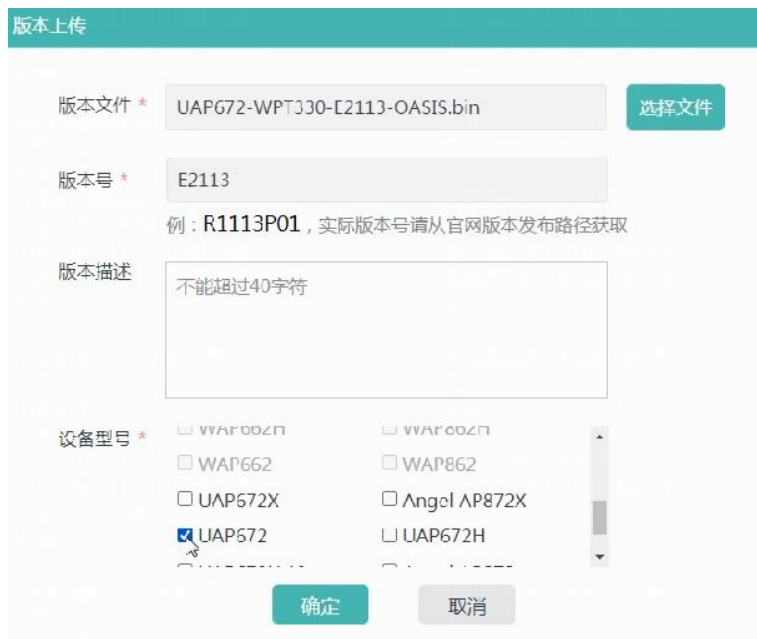 版本上传
版本文件 * UAP672-WPT330-E2113-OASIS.bin 选择文件
版本号 * E2113
例：R1113P01，实际版本号请从官网版本发布路径获取
版本描述 不能超过40字符
设备型号 * WAP662H WAP862H
WAP662 WAP862
UAP672X Angel AP872X
UAP672 UAP672H
确定 取消